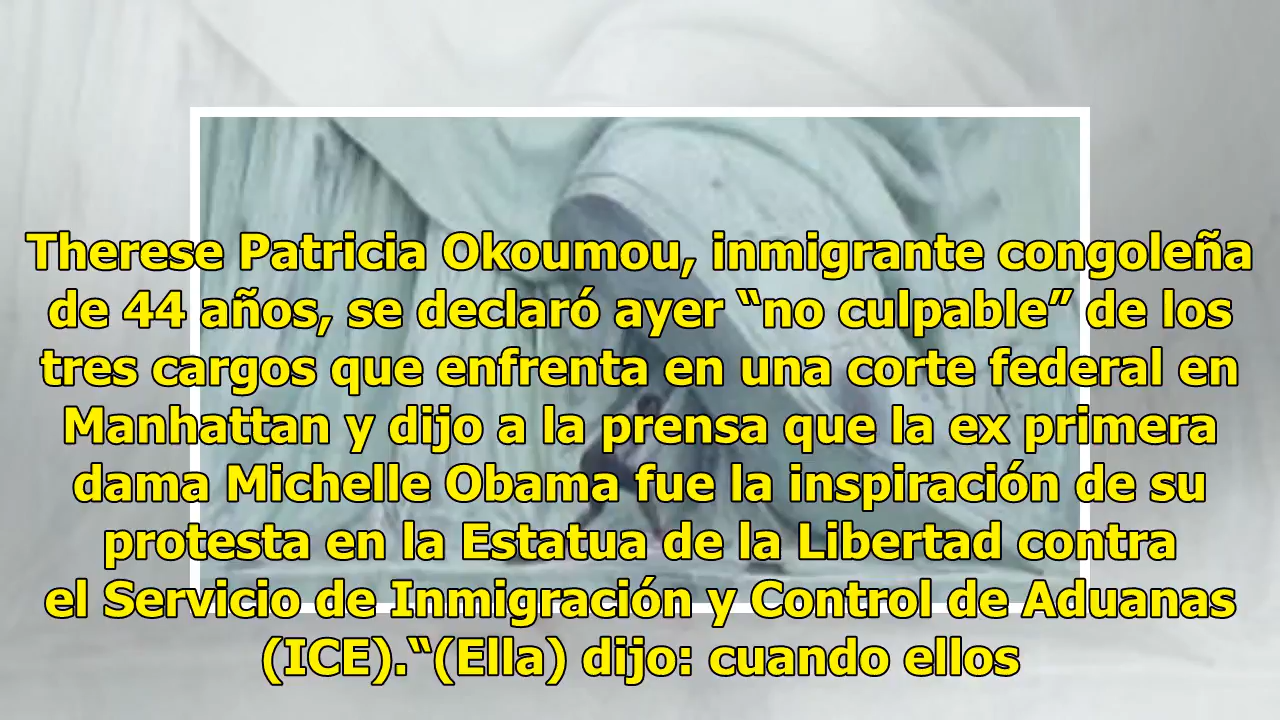 Therese Patricia Okoumou, inmigrante congoleña
de 44 años, se declaró ayer “no culpable” de los
tres cargos que enfrenta en una corte federal en
Manhattan y dijo a la prensa que la ex primera
dama Michelle Obama fue la inspiración de su
protesta en la Estatua de la Libertad contra
el Servicio de Inmigración y Control de Aduanas
(ICE).“(Ella) dijo: cuando ellos